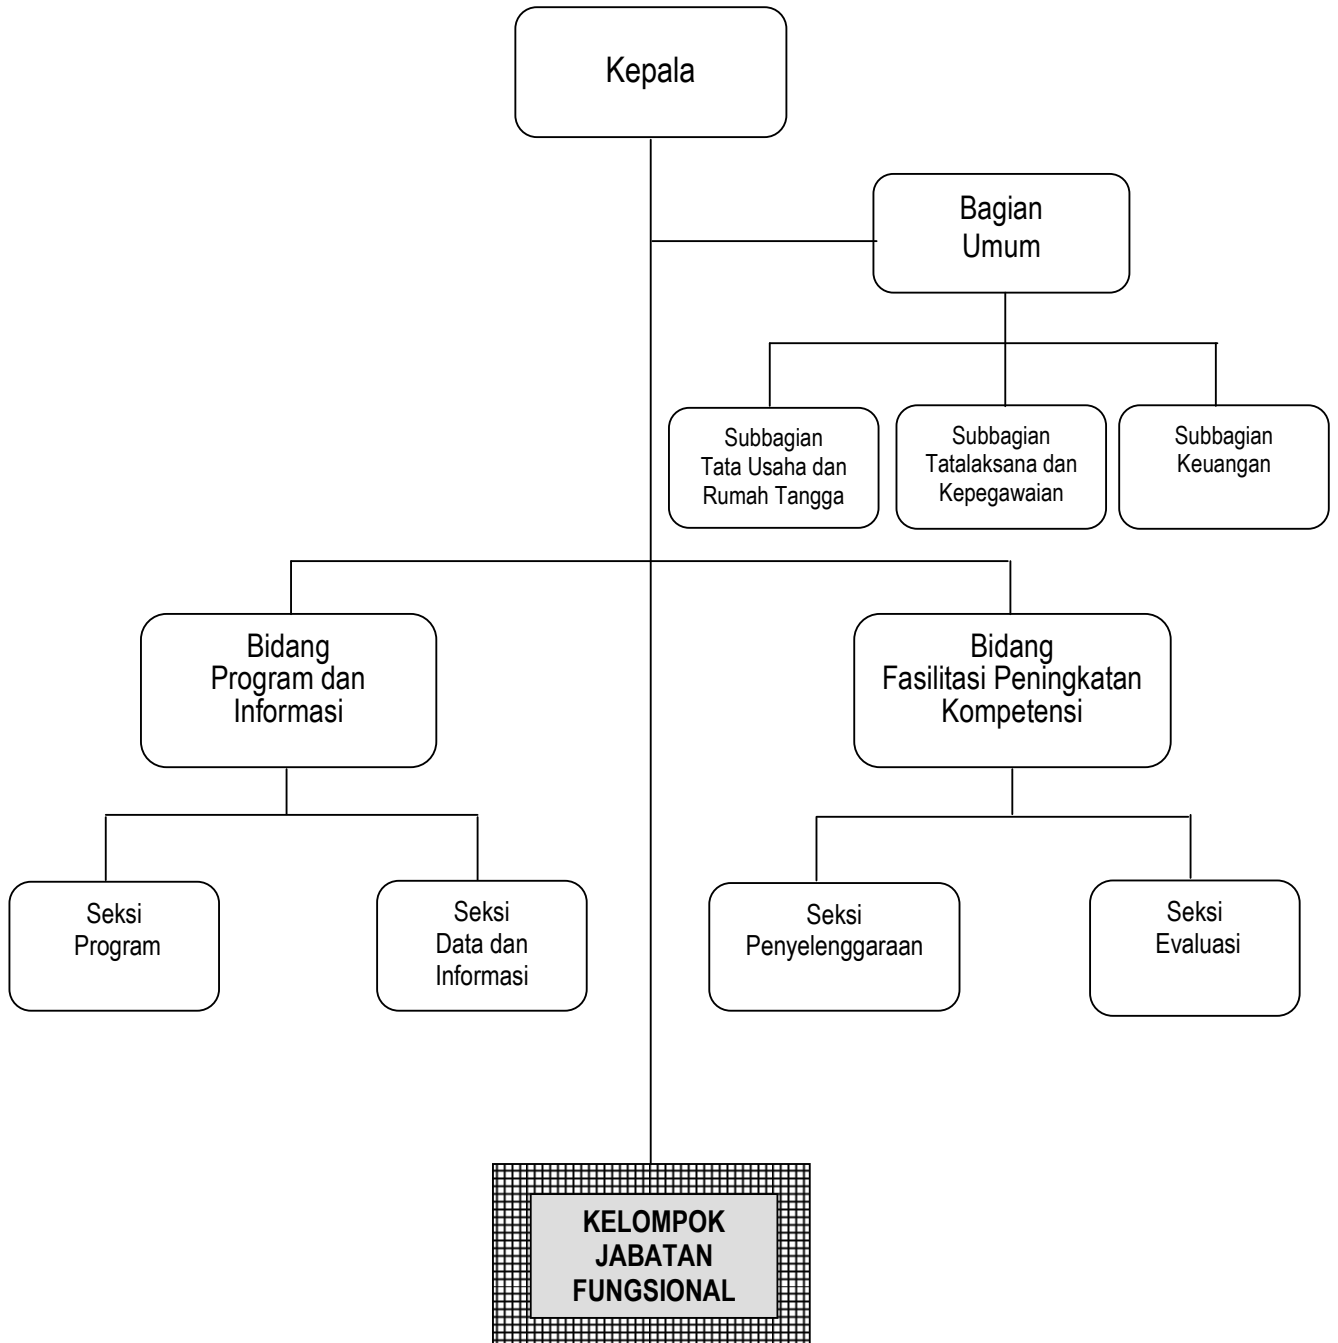 Kepala
Bagian
Umum
Subbagian
Tata Usaha dan
Rumah Tangga
Subbagian
Tatalaksana dan
Kepegawaian
Subbagian
Keuangan
Bidang
Program dan
Informasi
Bidang
Fasilitasi Peningkatan
Kompetensi
Seksi
Program
Seksi
Data dan
Informasi
Seksi
Penyelenggaraan
Seksi
Evaluasi
KELOMPOK
JABATAN
FUNGSIONAL